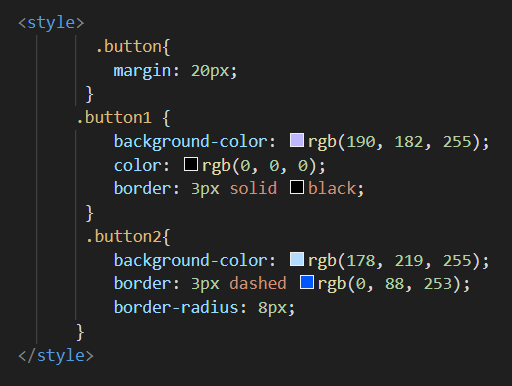 <style>
.button{
margin: 20px;
}
.button1 {
background-color: rgb(190, 182, 255);
color: rgb(0, 0, 0);
border: 3px solid black;
}
.button2{
background-color: rgb(178, 219, 255);
border: 3px dashed rgb(0, 88, 253);
border-radius: 8px;
}
</style>